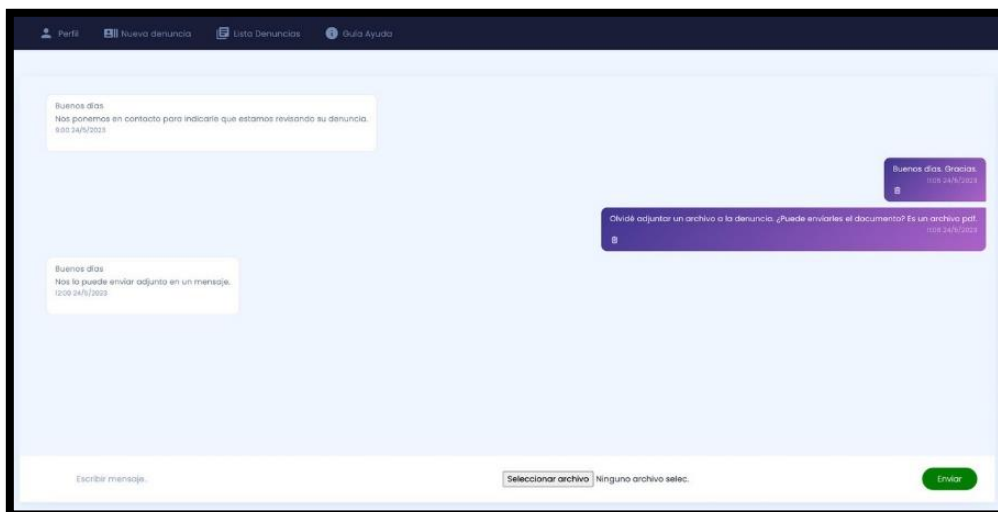 Perfil Nueva denuncia Lista Denuncias Guía Ayuda
Buenos días
Nos ponemos en contacto para indicarle que estamos revisando su denuncia.
9:00 24/5/2023
Buenos días. Gracias.
11:05 24/5/2023
Olvidé adjuntar un archivo a la denuncia. ¿Puede enviarles el documento? Es un archivo pdf.
24/5/2023
Buenos días
Nos lo puede enviar adjunto en un mensaje.
12:00 24/5/2023
Escribir mensaje.
Seleccionar archivo Ninguno archivo selec.
Enviar